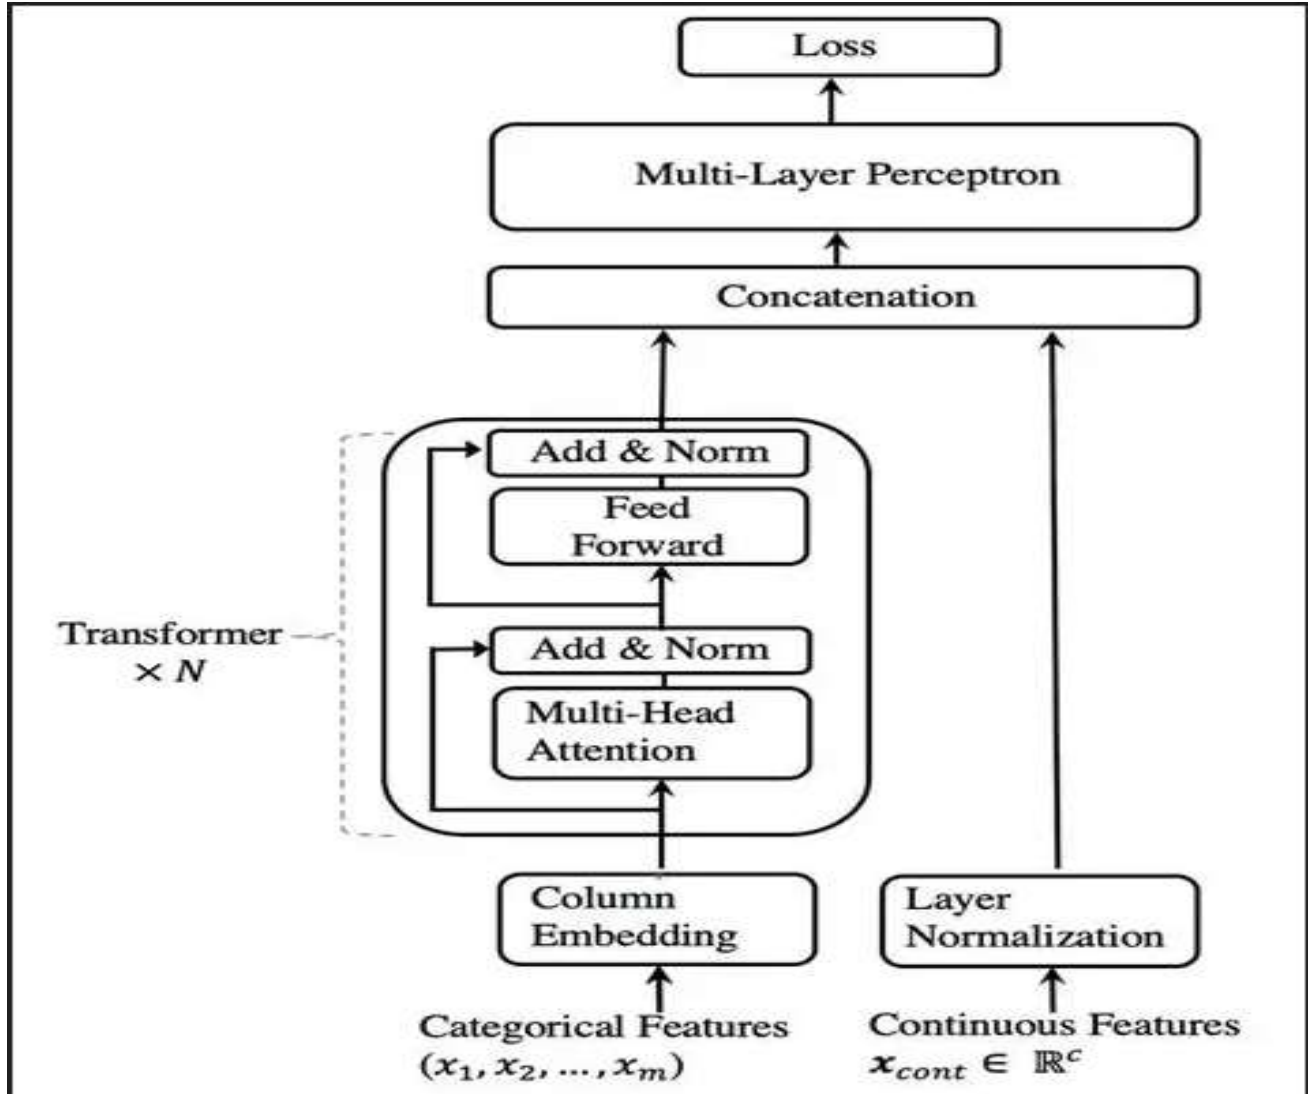 Loss
Multi-Layer Perceptron
Concatenation
Add & Norm
Feed
Forward
Transformer
× N
Add & Norm
Multi-Head
Attention
Column
Embedding
Layer
Normalization
Categorical Features
(x₁, x₂, ..., xₘ)
Continuous Features
x_cont ∈ ℝᶜ